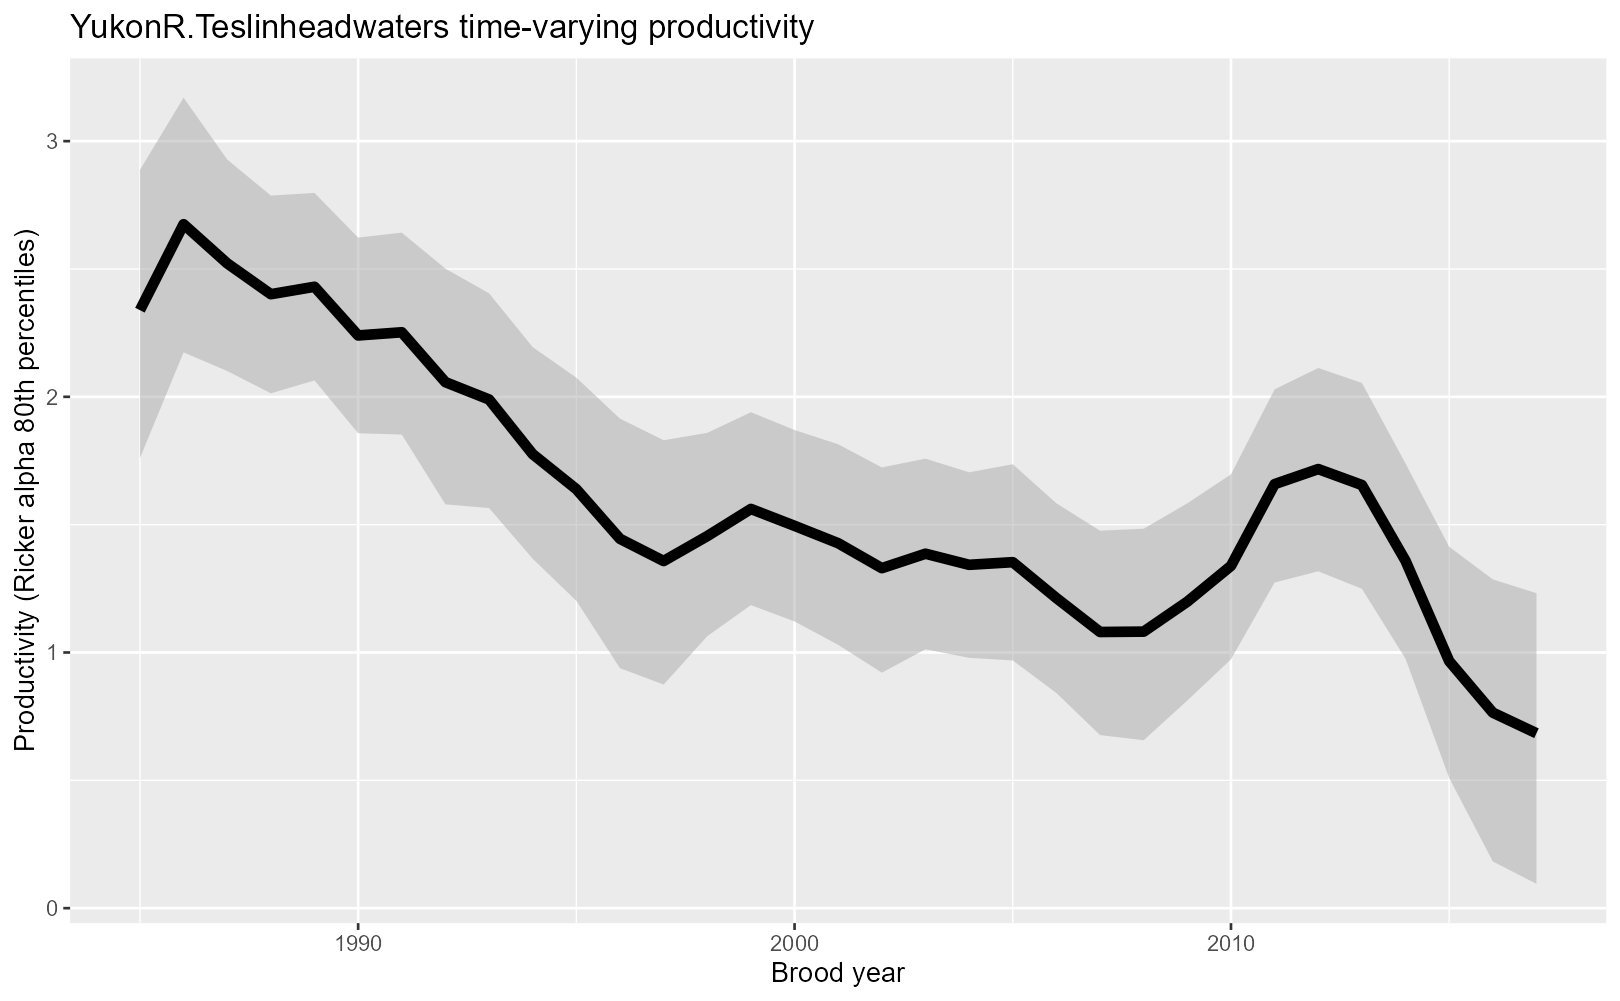 YukonR.Teslinheadwaters time-varying productivity
Productivity (Ricker alpha 80th percentiles)
3
2
1
0
1990
2000
2010
Brood year